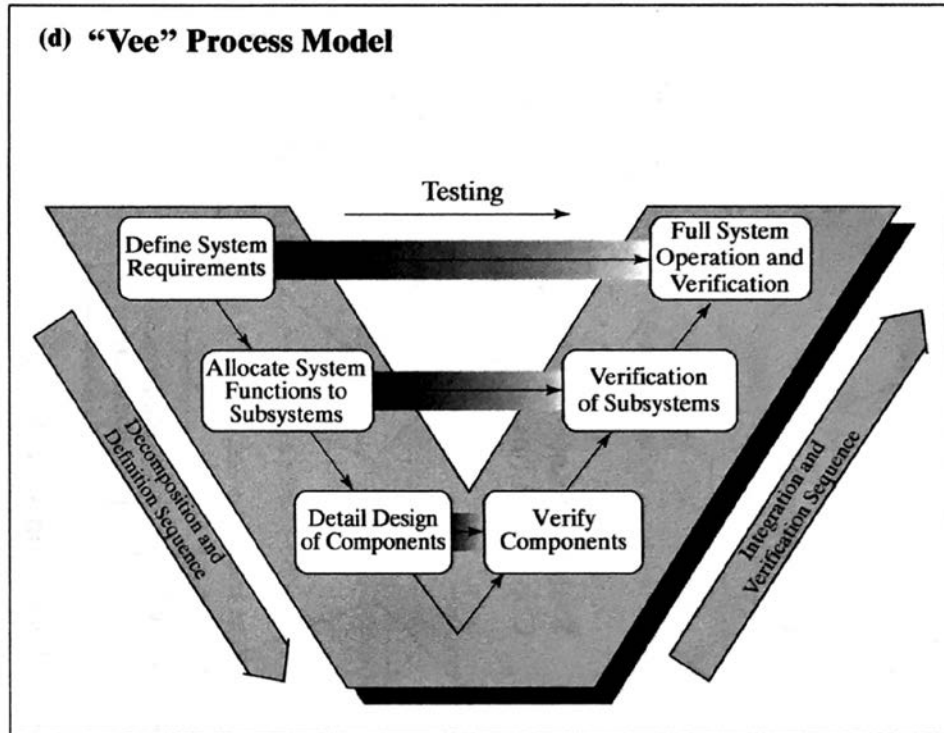 (d) “Vee” Process Model
Testing
Define System
Requirements
Full System
Operation and
Verification
Allocate System
Functions to
Subsystems
Verification
of Subsystems
Detail Design
of Components
Verify
Components
Decomposition and
Definition Sequence
Integration and
Verification Sequence